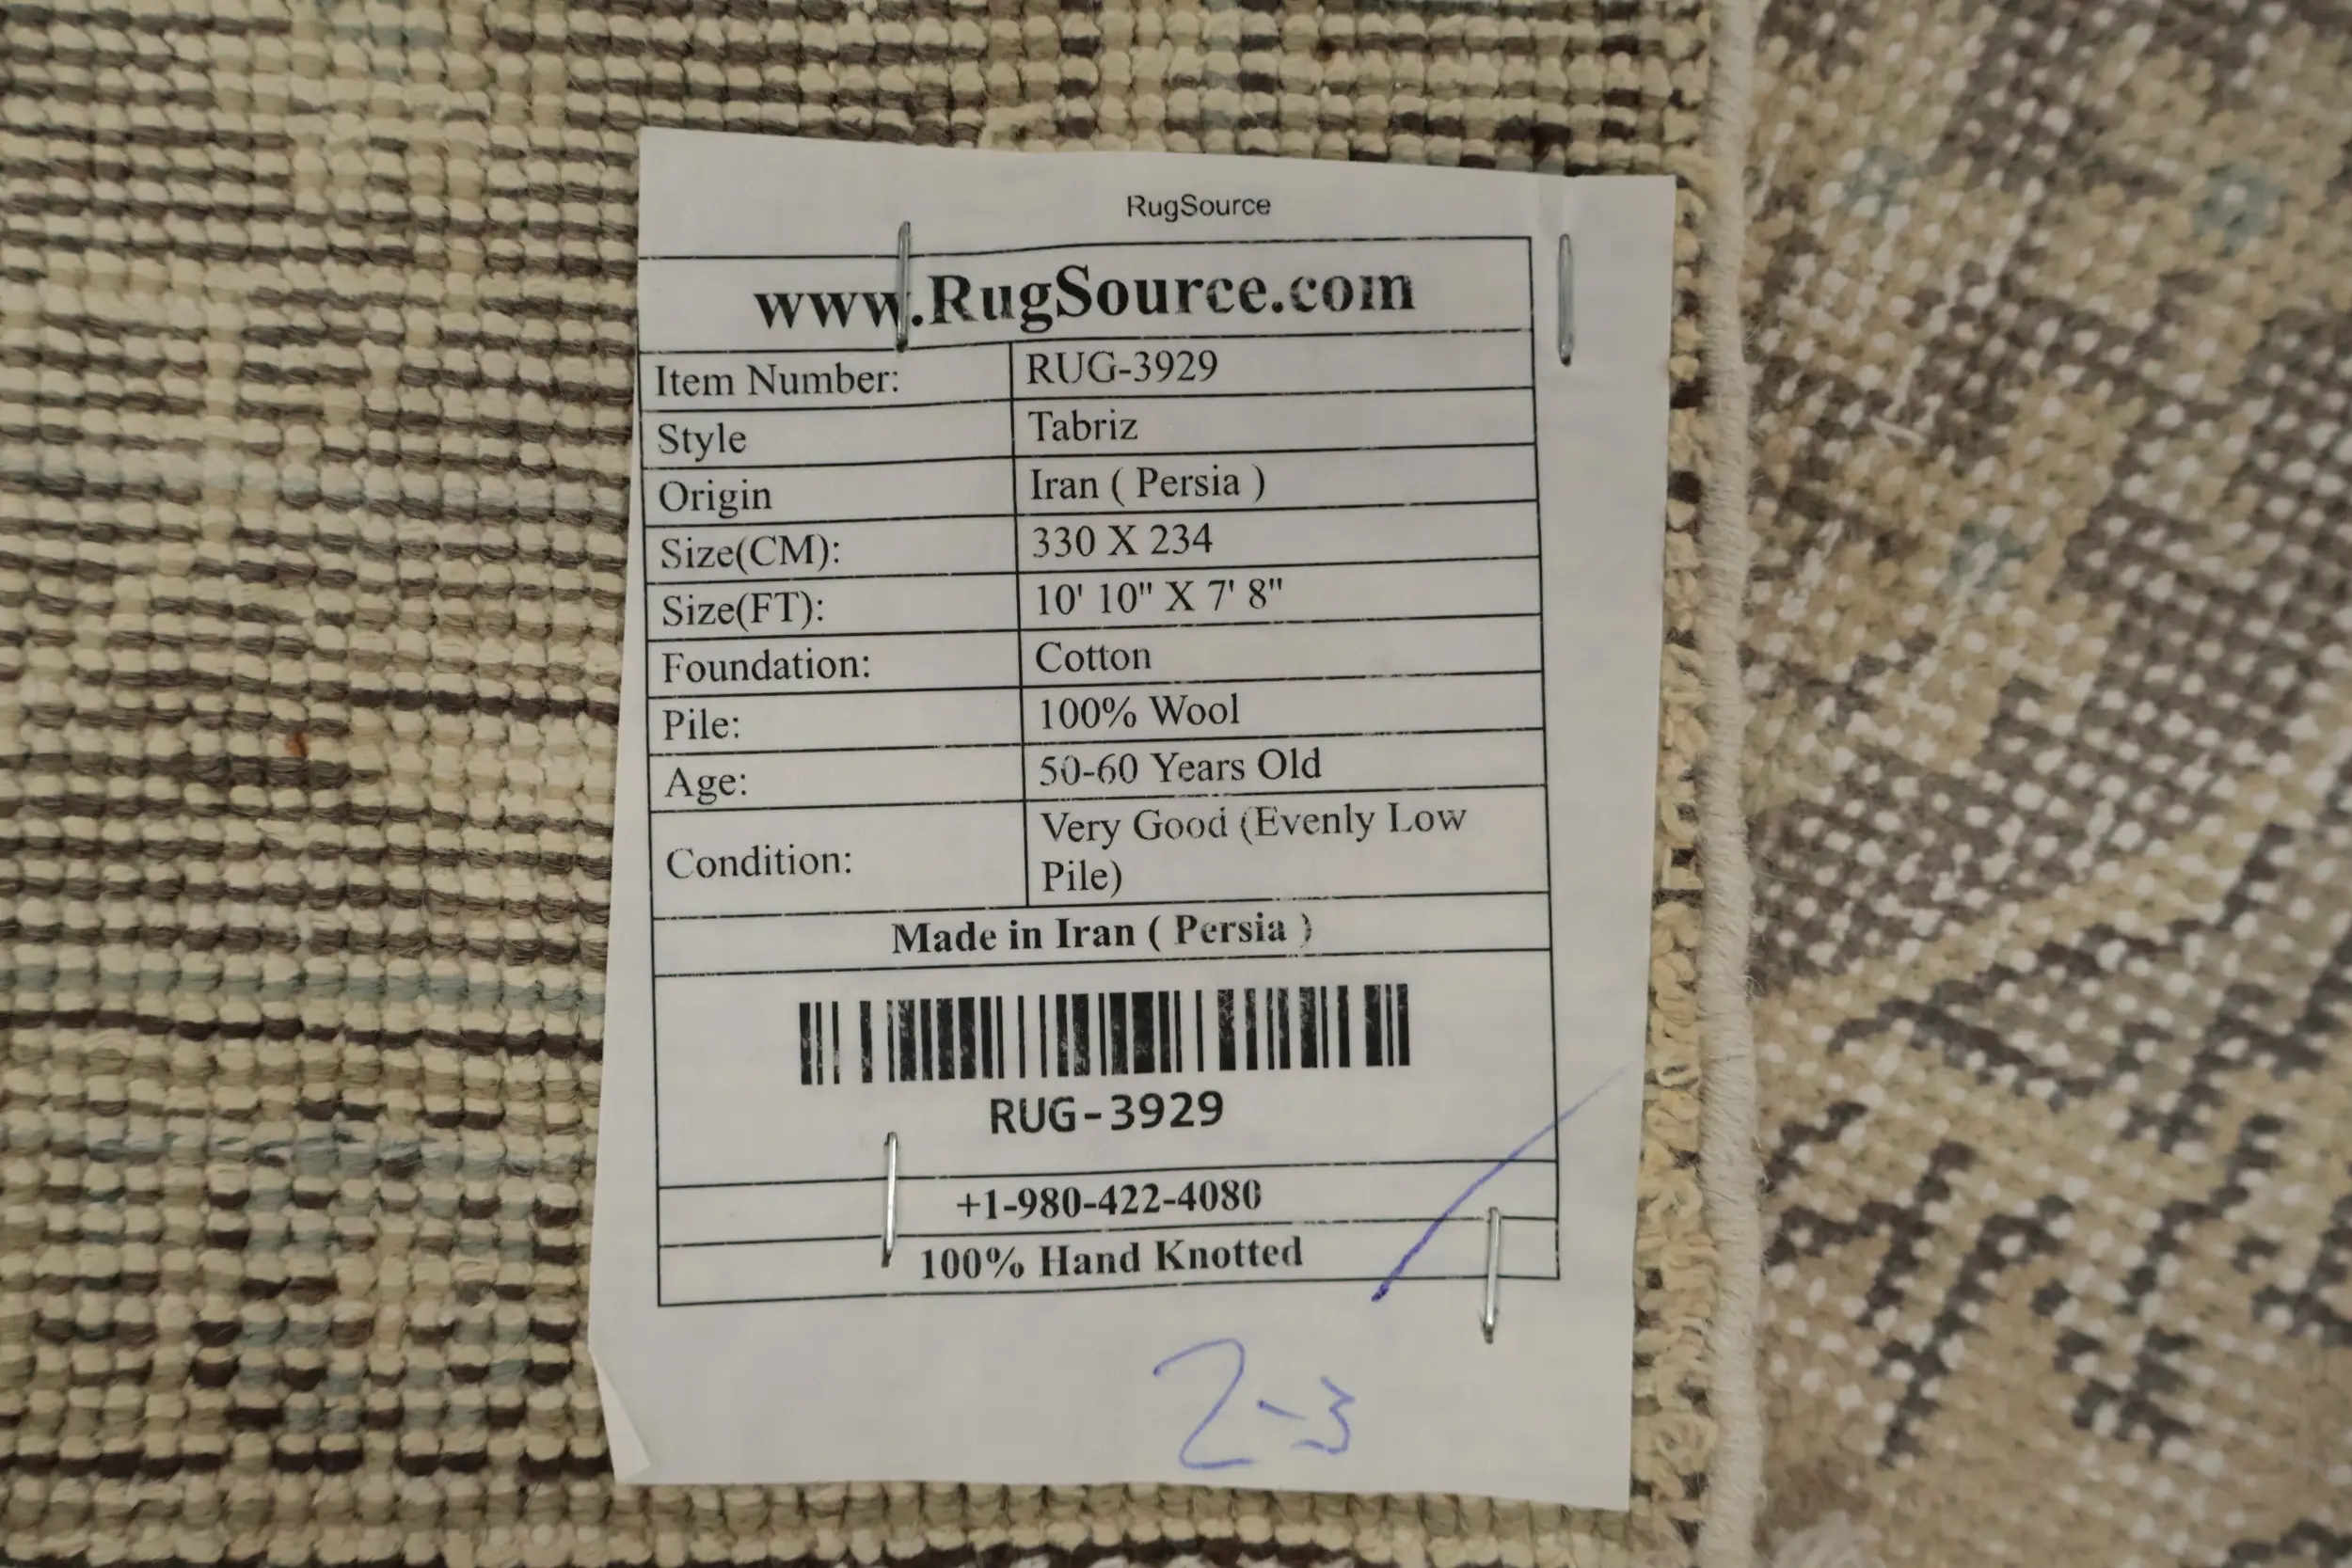 RugSource
www.RugSource.com
Item Number: RUG-3929
Style Tabriz
Origin Iran ( Persia )
Size(CM): 330 X 234
Size(FT): 10' 10" X 7' 8"
Foundation: Cotton
Pile: 100% Wool
Age: 50-60 Years Old
Condition: Very Good (Evenly Low
Pile)
Made in Iran ( Persia )
RUG-3929
+1-980-422-4080
100% Hand Knotted
2-3